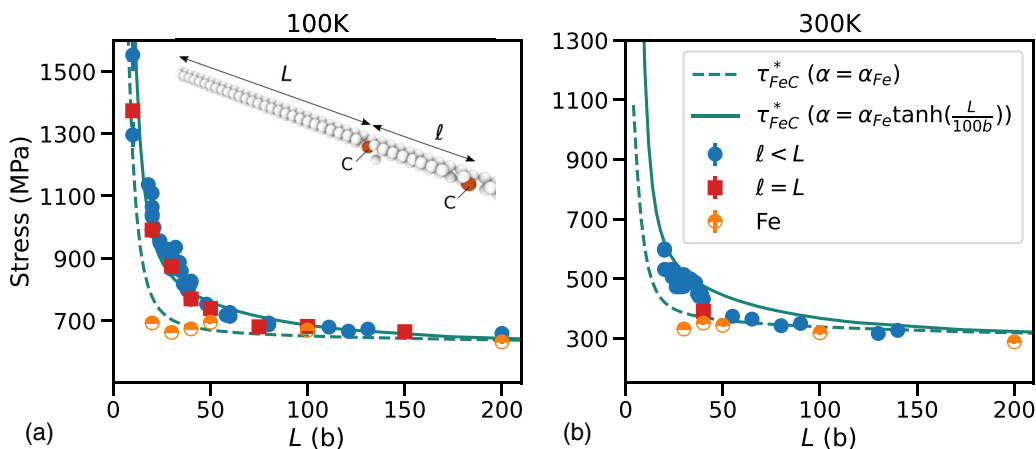 100K
300K
1500
1300
1100
900
700
Stress (MPa)
L
ℓ
C
C
0
50
100
150
200
L (b)
(a)
1300
1100
900
700
500
300
τ*FeC (α = αFe)
τ*FeC (α = αFe tanh(L/100b))
ℓ < L
ℓ = L
Fe
0
50
100
150
200
L (b)
(b)